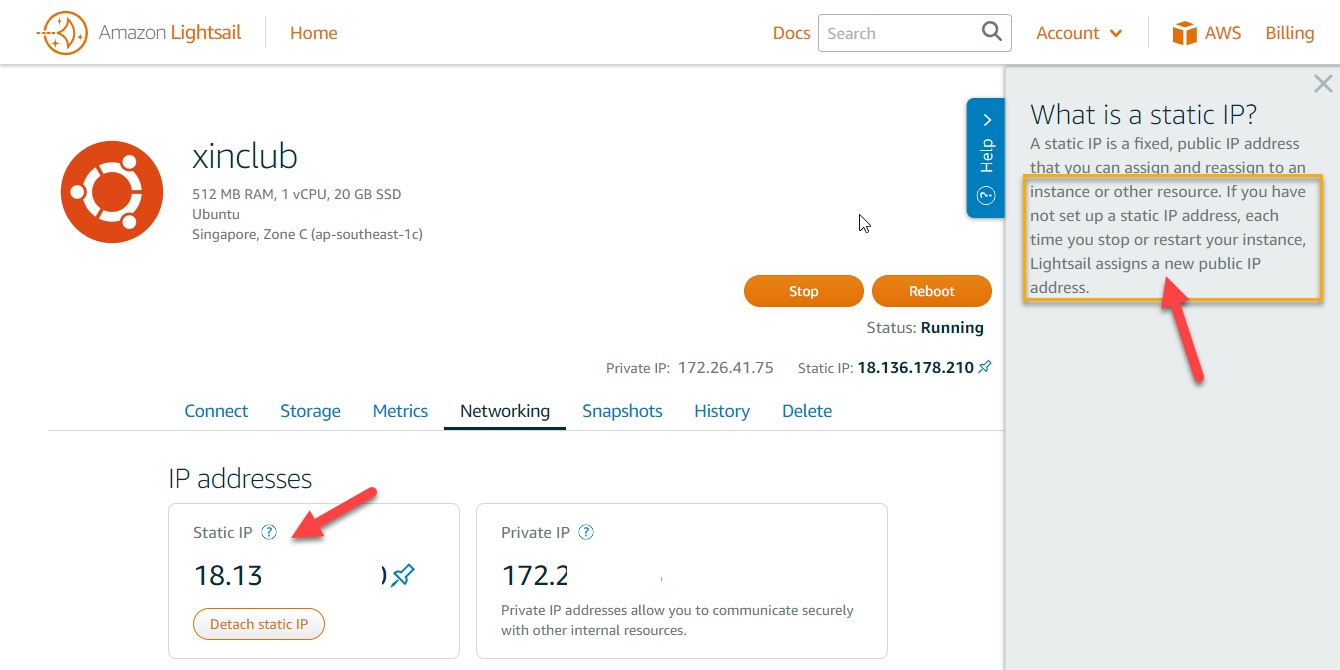 Amazon Lightsail
Home
Docs
Search
Account
AWS
Billing
xinclub
512 MB RAM, 1 vCPU, 20 GB SSD
Ubuntu
Singapore, Zone C (ap-southeast-1c)
Help
?
Stop
Reboot
Status: Running
Private IP: 172.26.41.75
Static IP: 18.136.178.210
Connect
Storage
Metrics
Networking
Snapshots
History
Delete
IP addresses
Static IP ?
18.13
Detach static IP
Private IP ?
172.2
Private IP addresses allow you to communicate securely
with other internal resources.
What is a static IP?
A static IP is a fixed, public IP address
that you can assign and reassign to an
instance or other resource. If you have
not set up a static IP address, each
time you stop or restart your instance,
Lightsail assigns a new public IP
address.